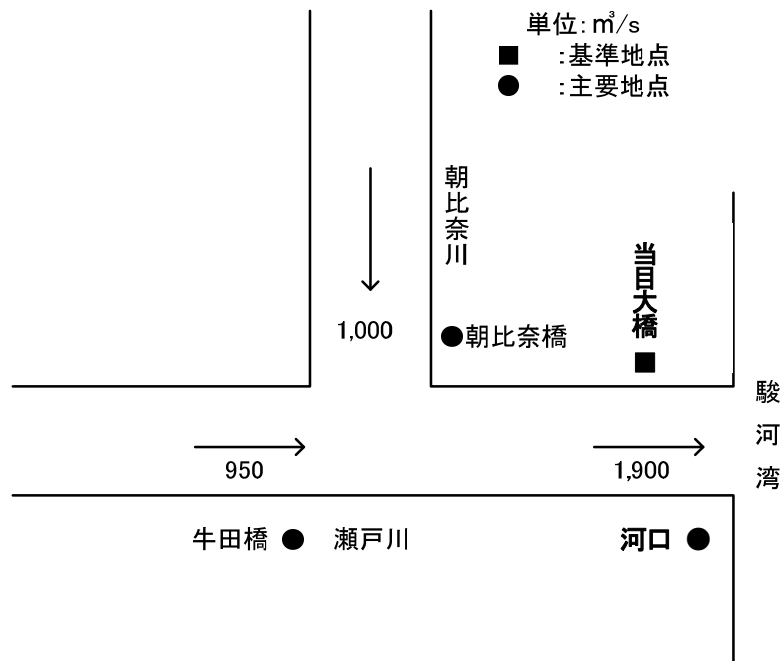 単位:㎥/s
■ :基準地点
● :主要地点
朝比奈川
当目大橋
1,000
朝比奈橋
駿河湾
950
1,900
牛田橋
瀬戸川
河口